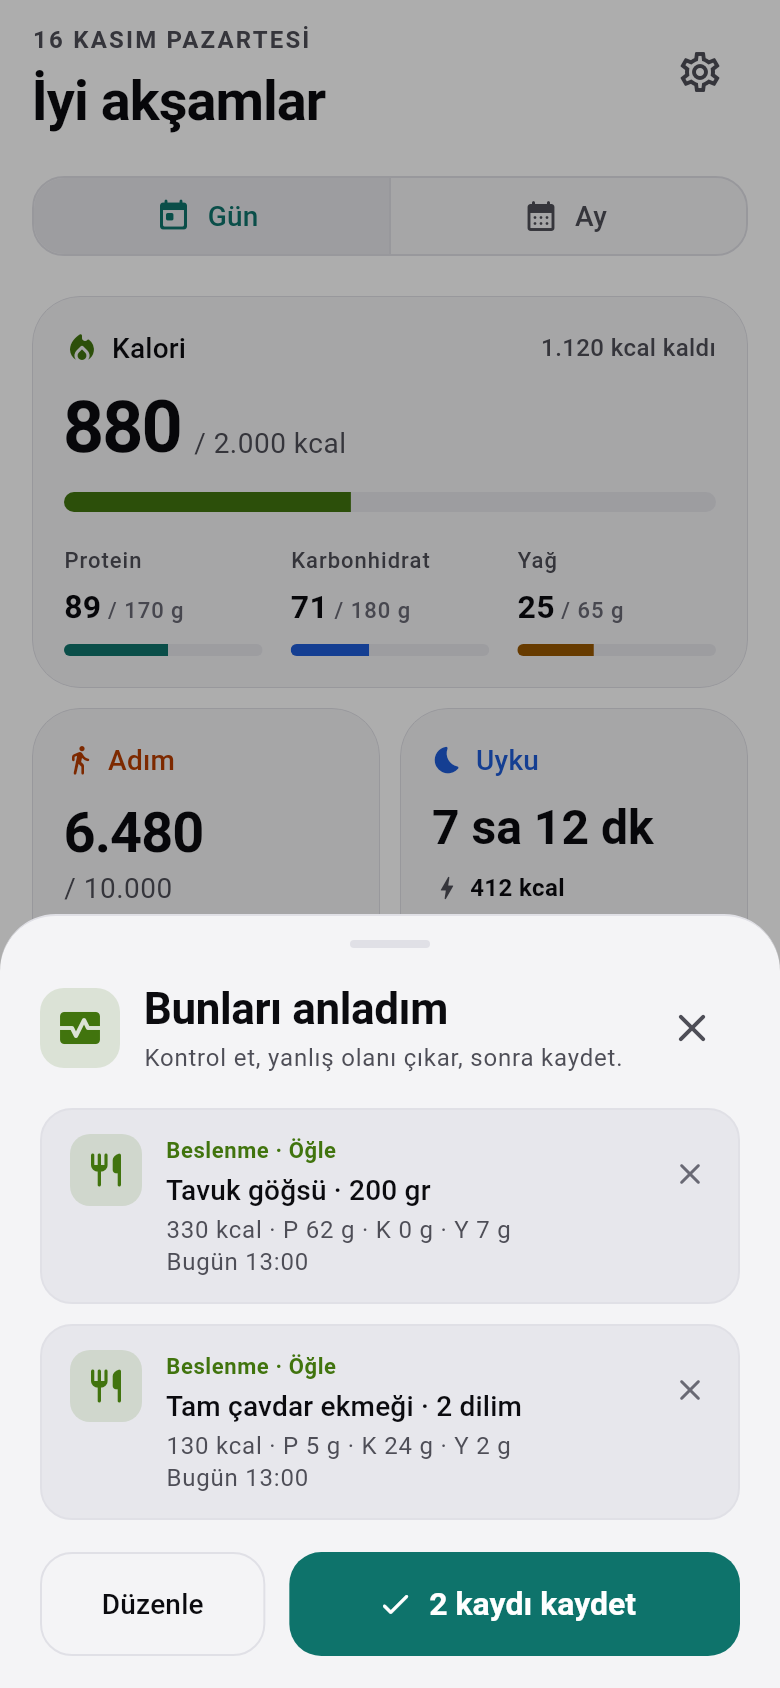 16 KASIM PAZARTESİ
İyi akşamlar
Gün
Ay
Kalori
1.120 kcal kaldı
880 / 2.000 kcal
Protein
Karbonhidrat
Yağ
89 / 170 g
71 / 180 g
25 / 65 g
Adım
Uyku
6.480
7 sa 12 dk
/ 10.000
412 kcal
Bunları anladım
Kontrol et, yanlış olanı çıkar, sonra kaydet.
Beslenme · Öğle
Tavuk göğsü · 200 gr
330 kcal · P 62 g · K 0 g · Y 7 g
Bugün 13:00
Beslenme · Öğle
Tam çavdar ekmeği · 2 dilim
130 kcal · P 5 g · K 24 g · Y 2 g
Bugün 13:00
Düzenle
2 kaydı kaydet